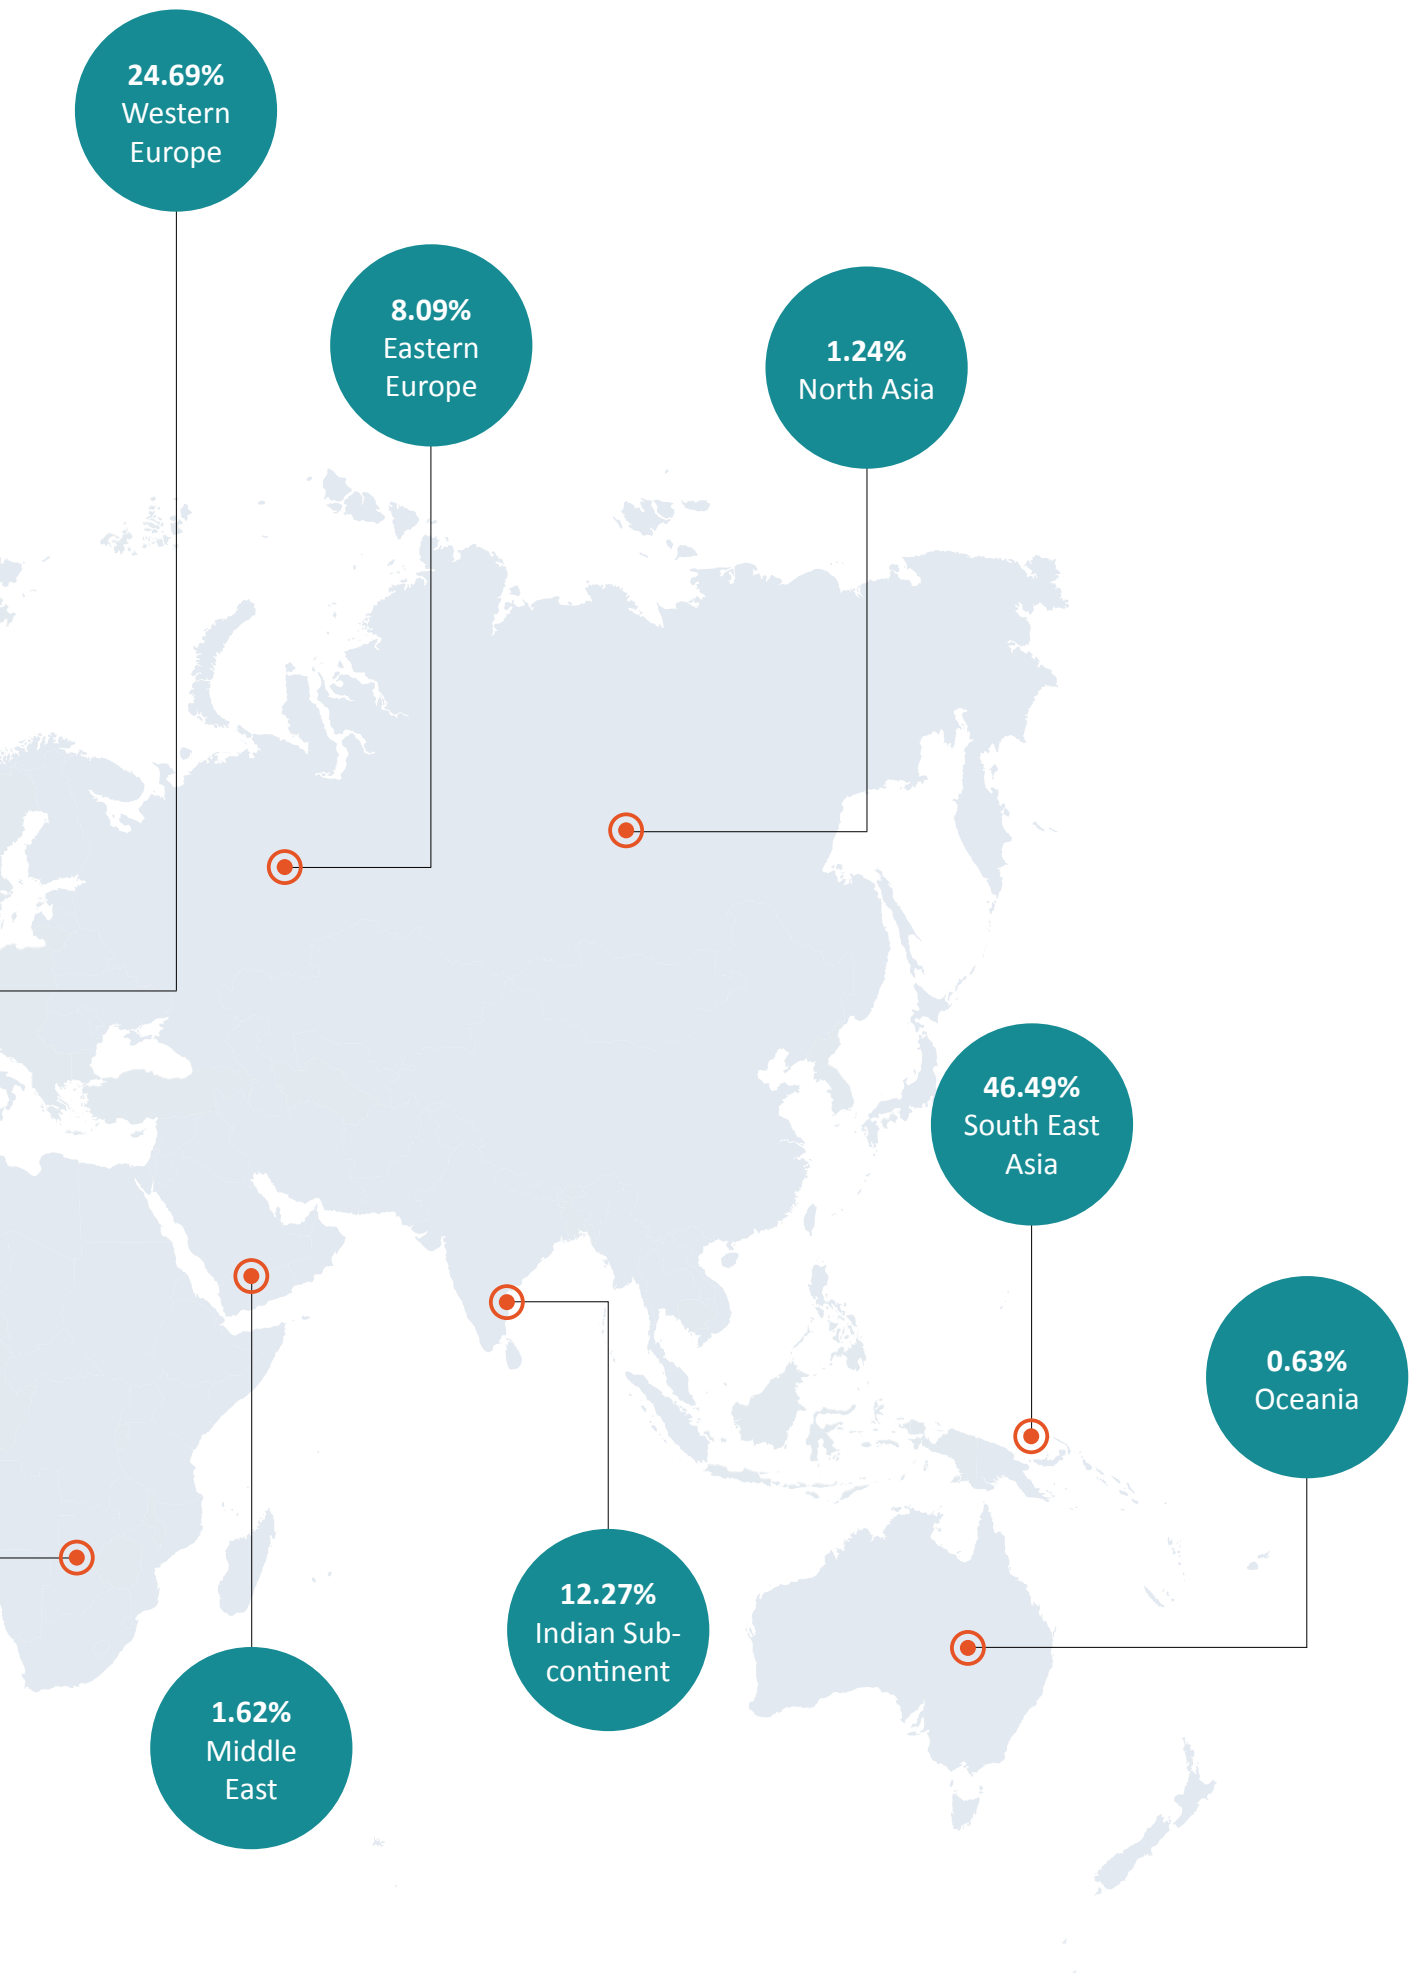 24.69%
Western
Europe
8.09%
Eastern
Europe
1.24%
North Asia
46.49%
South East
Asia
0.63%
Oceania
12.27%
Indian Sub-
continent
1.62%
Middle
East